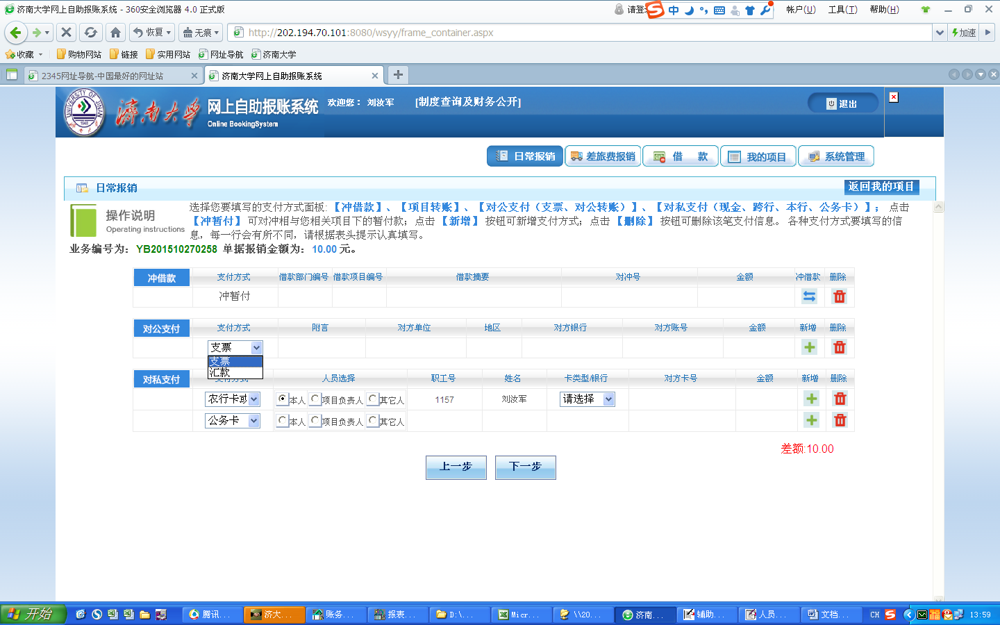 济南大学网上自助报账系统 - 360安全浏览器 4.0 正式版
请登 中 帐户(U) 工具(T) 帮助(H)
恢复 无痕 http://202.194.70.101:8080/wsyy/frame_container.aspx 加速
收藏 购物网站 链接 实用网站 网址导航 济南大学
2345网址导航-中国最好的网址站 济南大学网上自助报账系统
UNIVERSITY OF JINAN 1948
濟南大学 网上自助报账系统 欢迎您： 刘汝军 [制度查询及财务公开] 退出
Online BookingSystem
日常报销 差旅费报销 借 款 我的项目 系统管理
日常报销 返回我的项目
操作说明
Operating instructions
选择您要填写的支付方式面板:【冲借款】、【项目转账】、【对公支付（支票、对公转账）】、【对私支付（现金、跨行、本行、公务卡）】； 点击
【冲暂付】 可对冲相与您相关项目下的暂付款；点击 【新增】 按钮可新增支付方式；点击 【删除】 按钮可删除该笔支付信息。 各种支付方式要填写的信
息，每一行会有所不同，请根据表头提示认真填写。
业务编号为： YB201510270258 单据报销金额为： 10.00 元。
冲借款 支付方式 借款部门编号 借款项目编号 借款摘要 对冲号 金额 冲借款 删除
冲暂付
对公支付 支付方式 附言 对方单位 地区 对方银行 对方账号 金额 新增 删除
支票
支票
汇款
对私支付 支付方式 人员选择 职工号 姓名 卡类型/银行 对方卡号 金额 新增 删除
农行卡或 本人 项目负责人 其它人 1157 刘汝军 请选择
公务卡 本人 项目负责人 其它人
差额:10.00
上一步 下一步
开始 腾讯... 济大... 账务... 报表... D:\... Micr... \\20... 济南... 辅助... 人员... 文档... CH 13:59